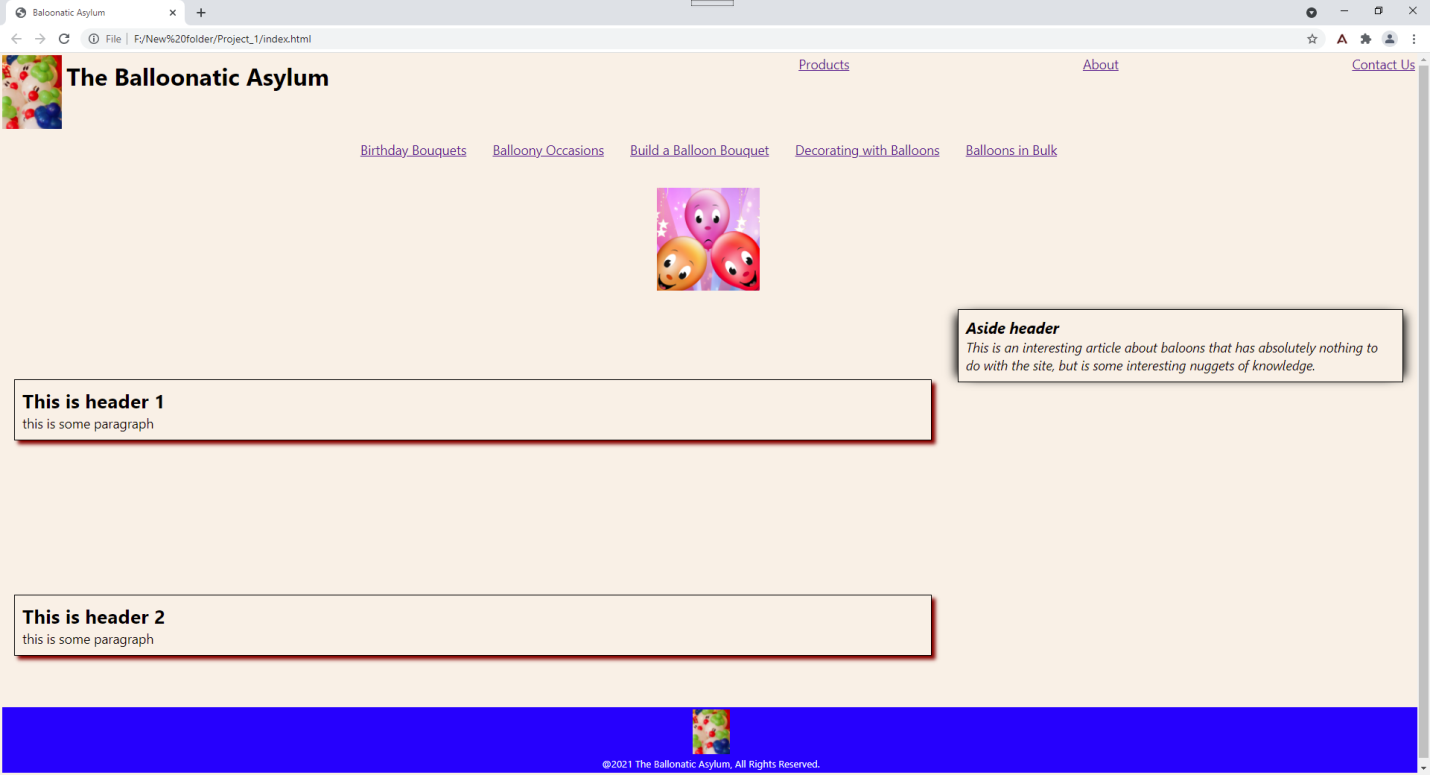 Baloonatic Asylum
File | F:/New%20folder/Project_1/index.html
The Balloonatic Asylum
Products About Contact Us
Birthday Bouquets Balloony Occasions Build a Balloon Bouquet Decorating with Balloons Balloons in Bulk
Aside header
This is an interesting article about baloons that has absolutely nothing to
do with the site, but is some interesting nuggets of knowledge.
This is header 1
this is some paragraph
This is header 2
this is some paragraph
@2021 The Ballonatic Asylum, All Rights Reserved.